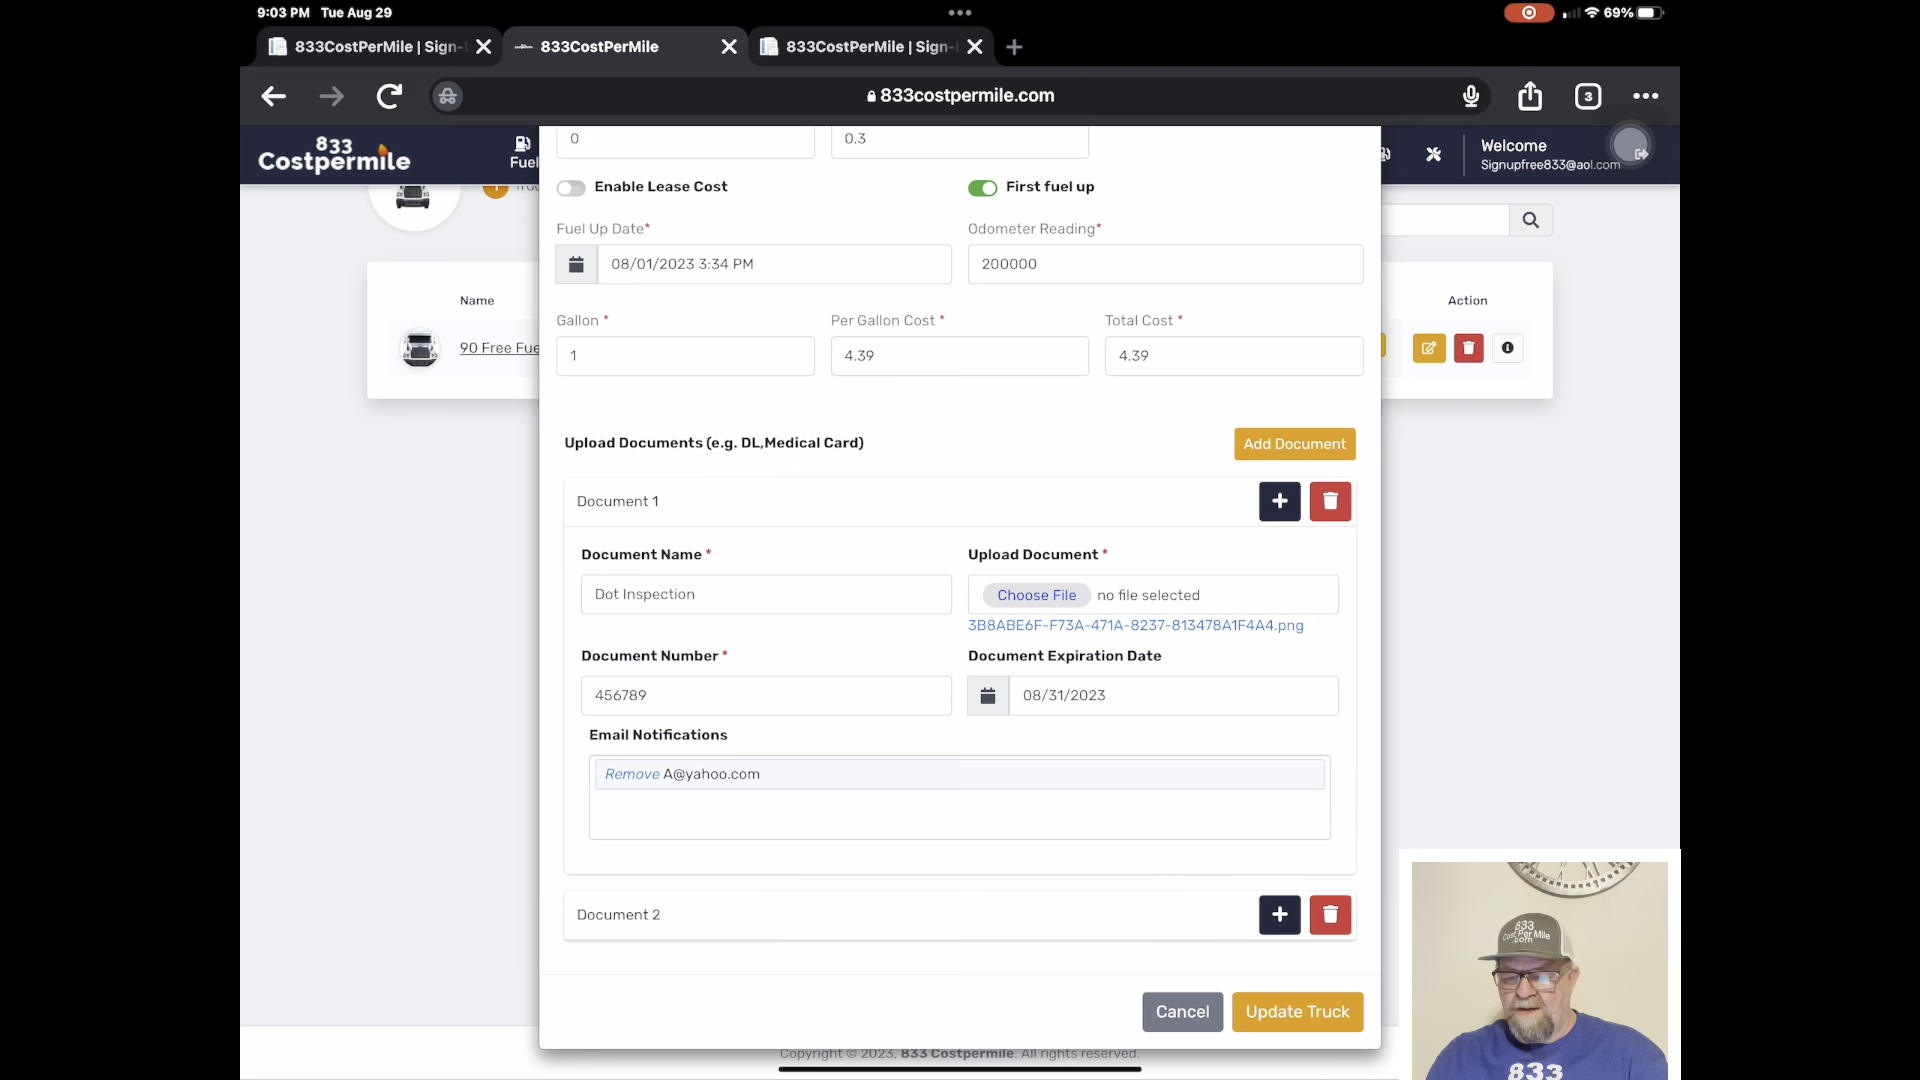 9:03 PM Tue Aug 29
69%
833CostPerMile | Sign-
833CostPerMile
833CostPerMile | Sign-
833costpermile.com
3
833
Costpermile
Fuel
Welcome
Signupfree833@aol.com
0
0.3
Enable Lease Cost
First fuel up
Fuel Up Date*
Odometer Reading*
08/01/2023 3:34 PM
200000
Name
Action
Gallon *
Per Gallon Cost *
Total Cost *
90 Free Fue
1
4.39
4.39
Upload Documents (e.g. DL,Medical Card)
Add Document
Document 1
Document Name *
Upload Document *
Dot Inspection
Choose File no file selected
3B8ABE6F-F73A-471A-8237-813478A1F4A4.png
Document Number *
Document Expiration Date
456789
08/31/2023
Email Notifications
Remove A@yahoo.com
Document 2
Cancel
Update Truck
Copyright © 2023, 833 Costpermile. All rights reserved.
833
Cost Per Mile
.com
833